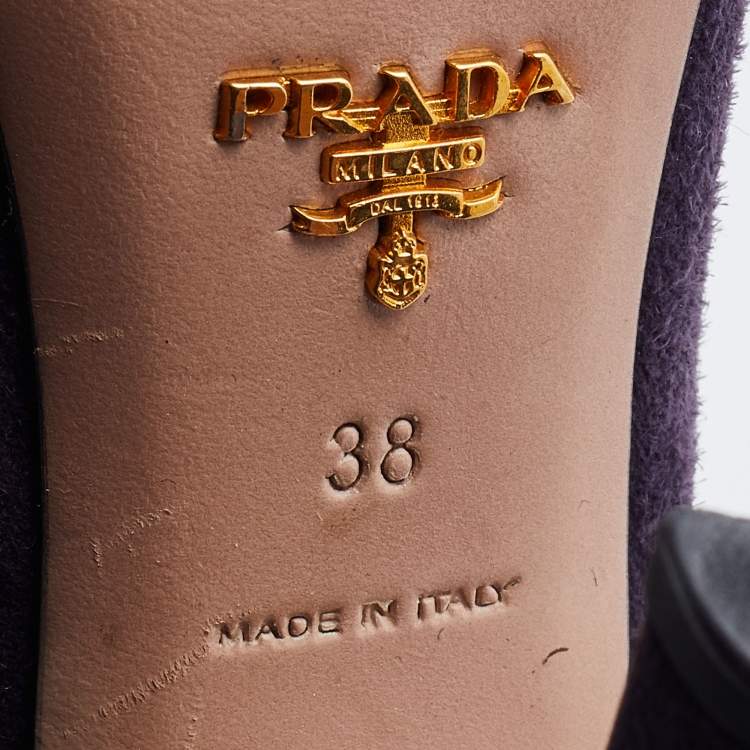 PRADA
MILANO
DAL 1913
38
MADE IN ITALY